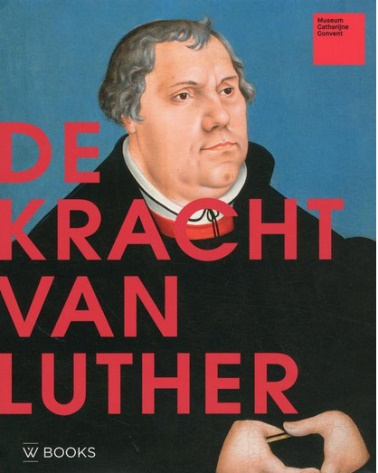 Museum
Catharijne
Convent
DE
KRACHT
VAN
LUTHER
W BOOKS